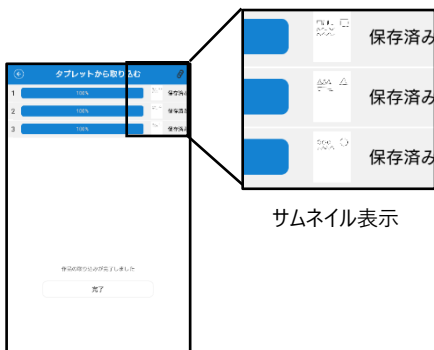 タブレットから取り込む
1 100% 保存済み
2 100% 保存済み
3 100% 保存済み
作品の取り込みが完了しました
完了
保存済み
保存済み
保存済み
サムネイル表示